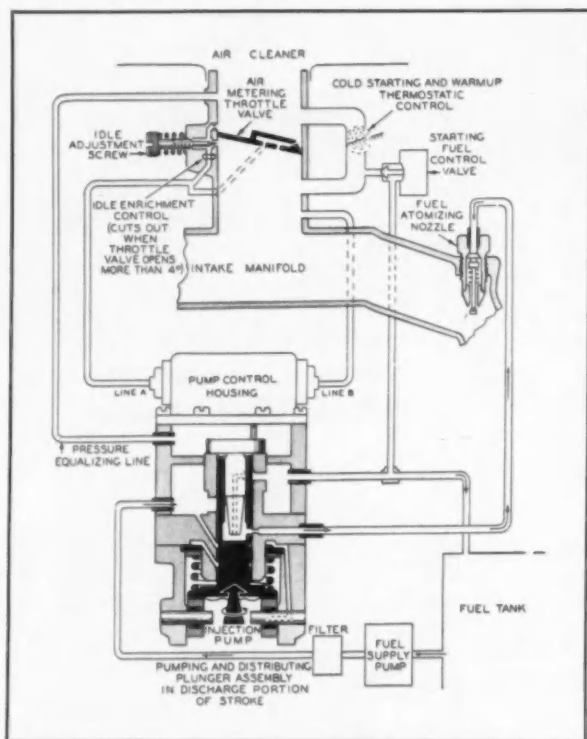 AIR CLEANER
AIR
METERING
THROTTLE
VALVE
COLD STARTING AND WARMUP
THERMOSTATIC
CONTROL
IDLE
ADJUSTMENT
SCREW
STARTING
FUEL
CONTROL
VALVE
IDLE ENRICHMENT
CONTROL
(CUTS OUT
WHEN
THROTTLE
VALVE OPENS
MORE THAN 4°)
FUEL
ATOMIZING
NOZZLE
INTAKE MANIFOLD
PUMP CONTROL
HOUSING
LINE A
LINE B
PRESSURE
EQUALIZING LINE
INJECTION
PUMP
FILTER
FUEL
SUPPLY
PUMP
FUEL TANK
PUMPING AND DISTRIBUTING
PLUNGER ASSEMBLY
IN DISCHARGE PORTION
OF STROKE